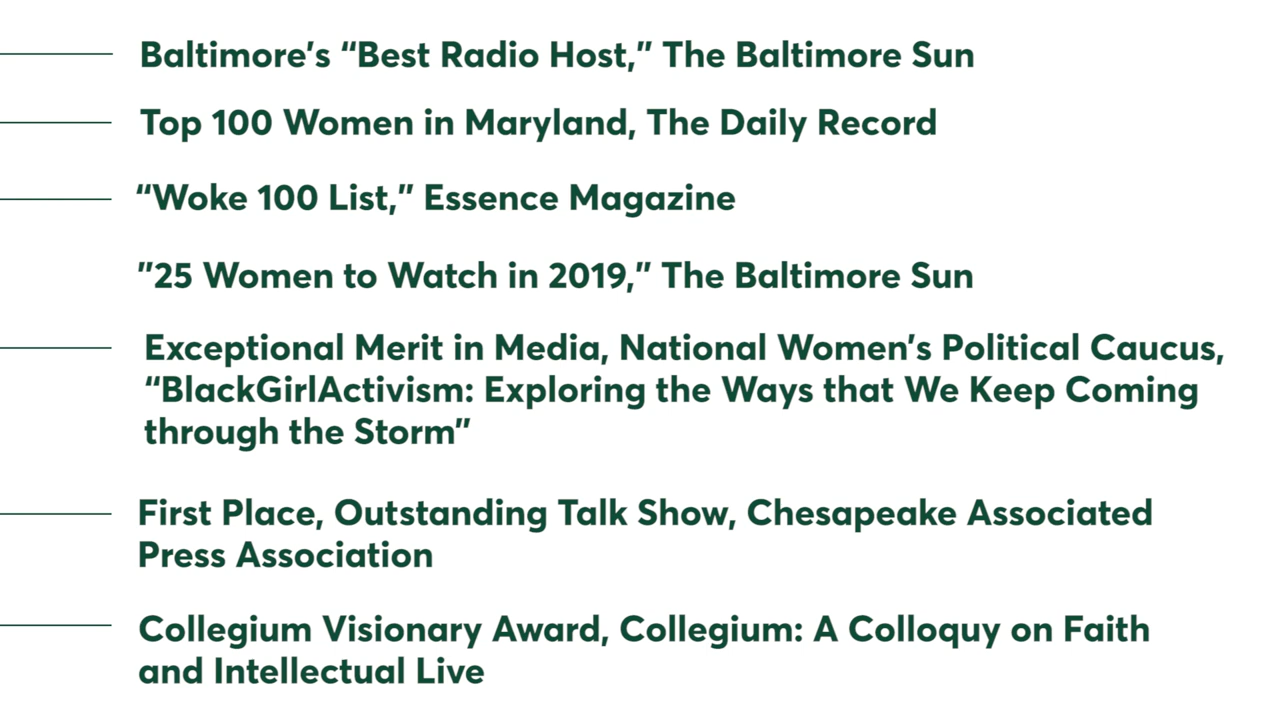 Baltimore’s “Best Radio Host,” The Baltimore Sun
Top 100 Women in Maryland, The Daily Record
“Woke 100 List,” Essence Magazine
”25 Women to Watch in 2019,” The Baltimore Sun
Exceptional Merit in Media, National Women’s Political Caucus,
“BlackGirlActivism: Exploring the Ways that We Keep Coming
through the Storm”
First Place, Outstanding Talk Show, Chesapeake Associated
Press Association
Collegium Visionary Award, Collegium: A Colloquy on Faith
and Intellectual Live